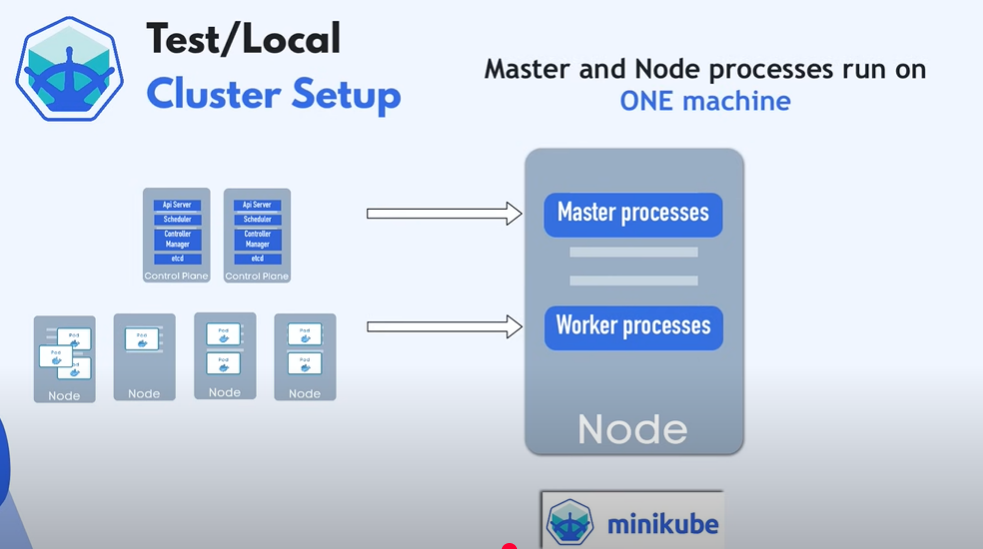 Test/Local
Cluster Setup
Master and Node processes run on
ONE machine
Api Server
Scheduler
Controller
Manager
etcd
Control Plane
Api Server
Scheduler
Controller
Manager
etcd
Control Plane
Master processes
Worker processes
Node
Pod
Pod
Pod
Node
Pod
Node
Pod
Pod
Node
Pod
Pod
Node
minikube